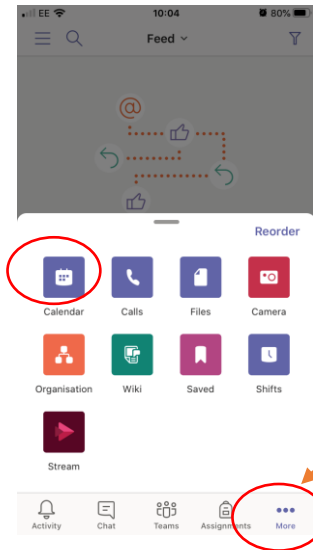 EE 10:04 80%
Feed
@
Reorder
Calendar Calls Files Camera
Organisation Wiki Saved Shifts
Stream
Activity Chat Teams Assignments More